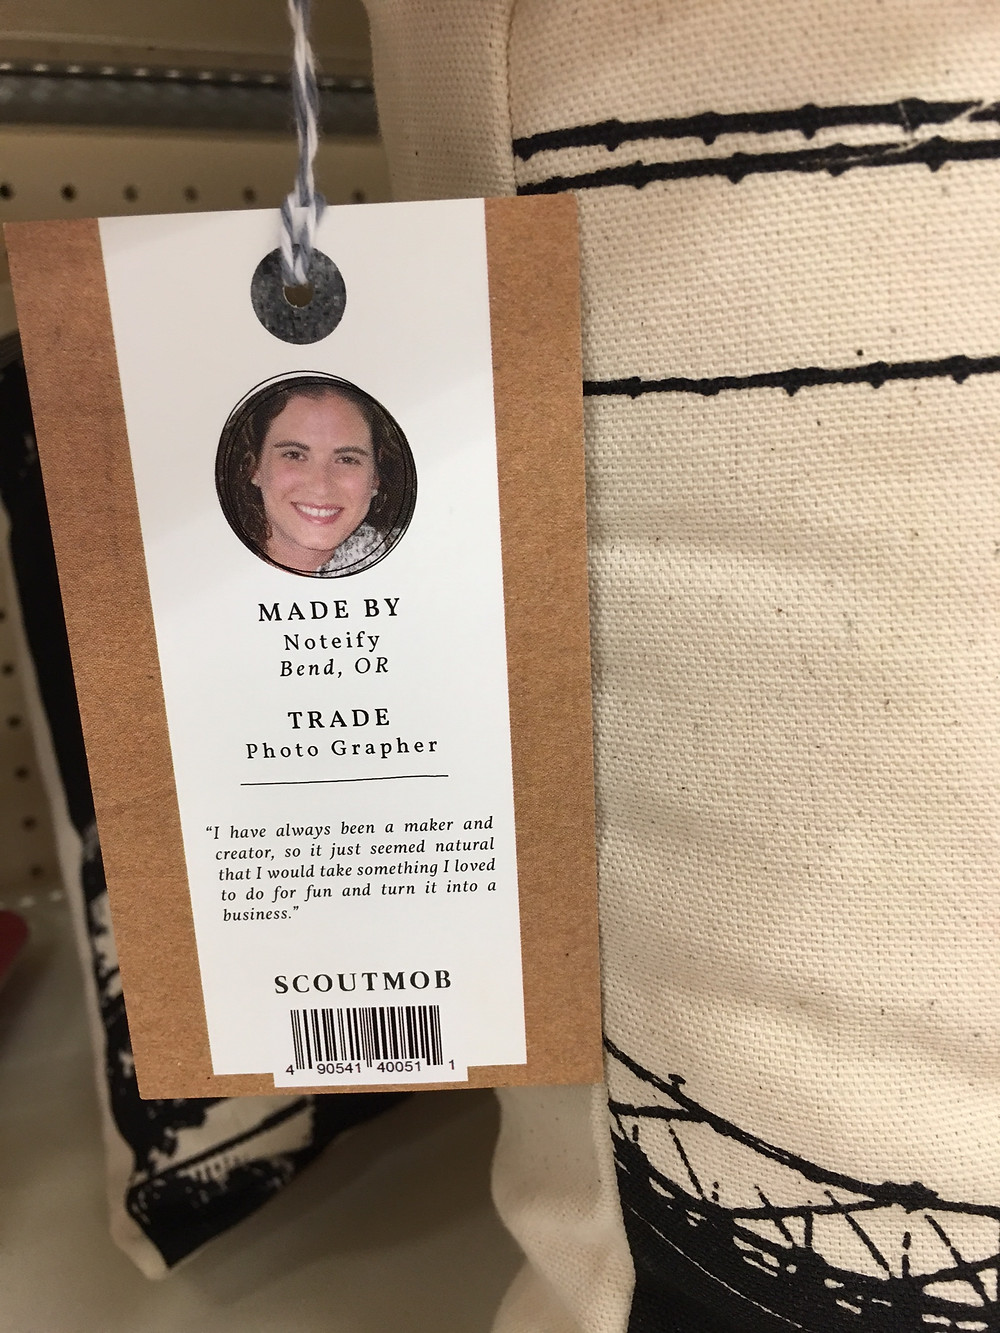 MADE BY
Noteify
Bend, OR
TRADE
Photo Grapher
“I have always been a maker and
creator, so it just seemed natural
that I would take something I loved
to do for fun and turn it into a
business.”
SCOUTMOB
4 90541 40051 1